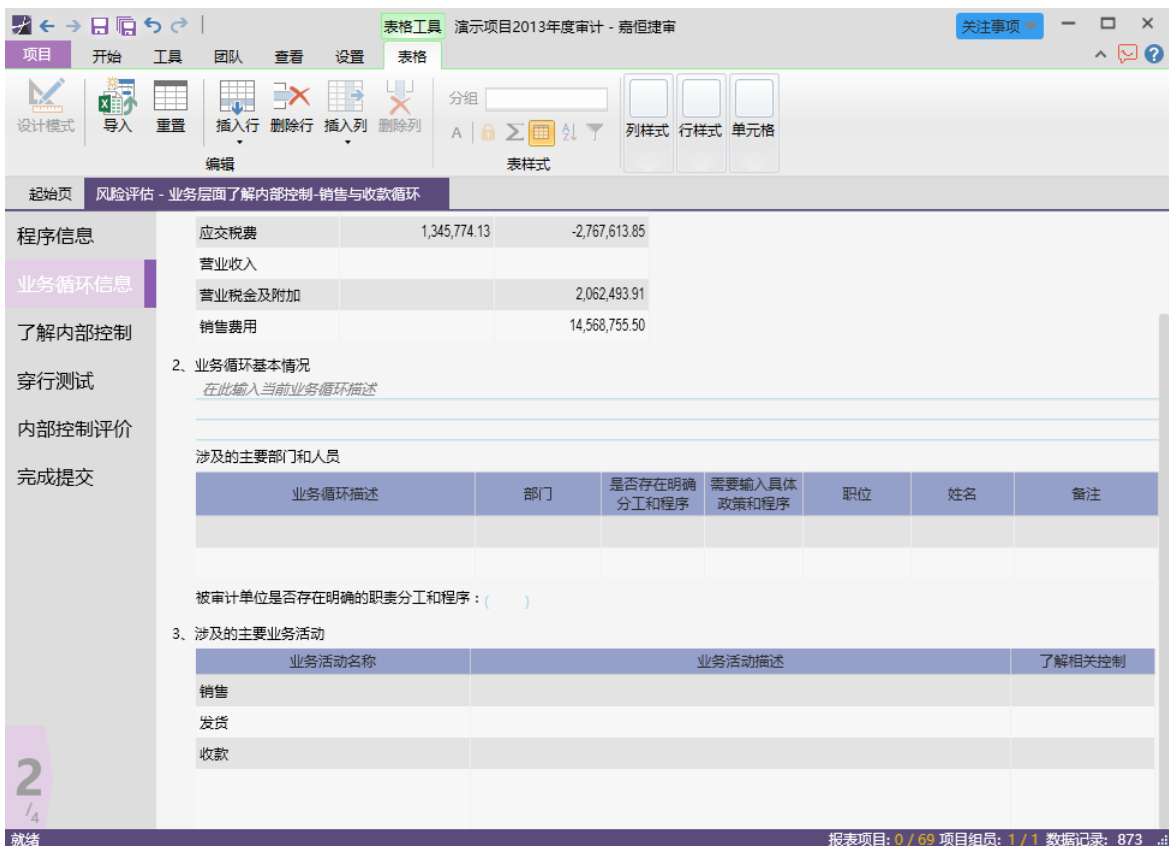 表格工具 演示项目2013年度审计 - 嘉恒捷审 关注事项
项目 开始 工具 团队 查看 设置 表格
分组
设计模式 导入 重置 插入行 删除行 插入列 删除列 A 列样式 行样式 单元格
编辑 表样式
起始页 风险评估 - 业务层面了解内部控制-销售与收款循环
程序信息
业务循环信息
了解内部控制
穿行测试
内部控制评价
完成提交
应交税费 1,345,774.13 -2,767,613.85
营业收入
营业税金及附加 2,062,493.91
销售费用 14,568,755.50
2、业务循环基本情况
在此输入当前业务循环描述
涉及的主要部门和人员
业务循环描述 部门 是否存在明确分工和程序 需要输入具体政策和程序 职位 姓名 备注
被审计单位是否存在明确的职责分工和程序：( )
3、涉及的主要业务活动
业务活动名称 业务活动描述 了解相关控制
销售
发货
收款
2
/4
就绪 报表项目: 0 / 69 项目组员: 1 / 1 数据记录: 873